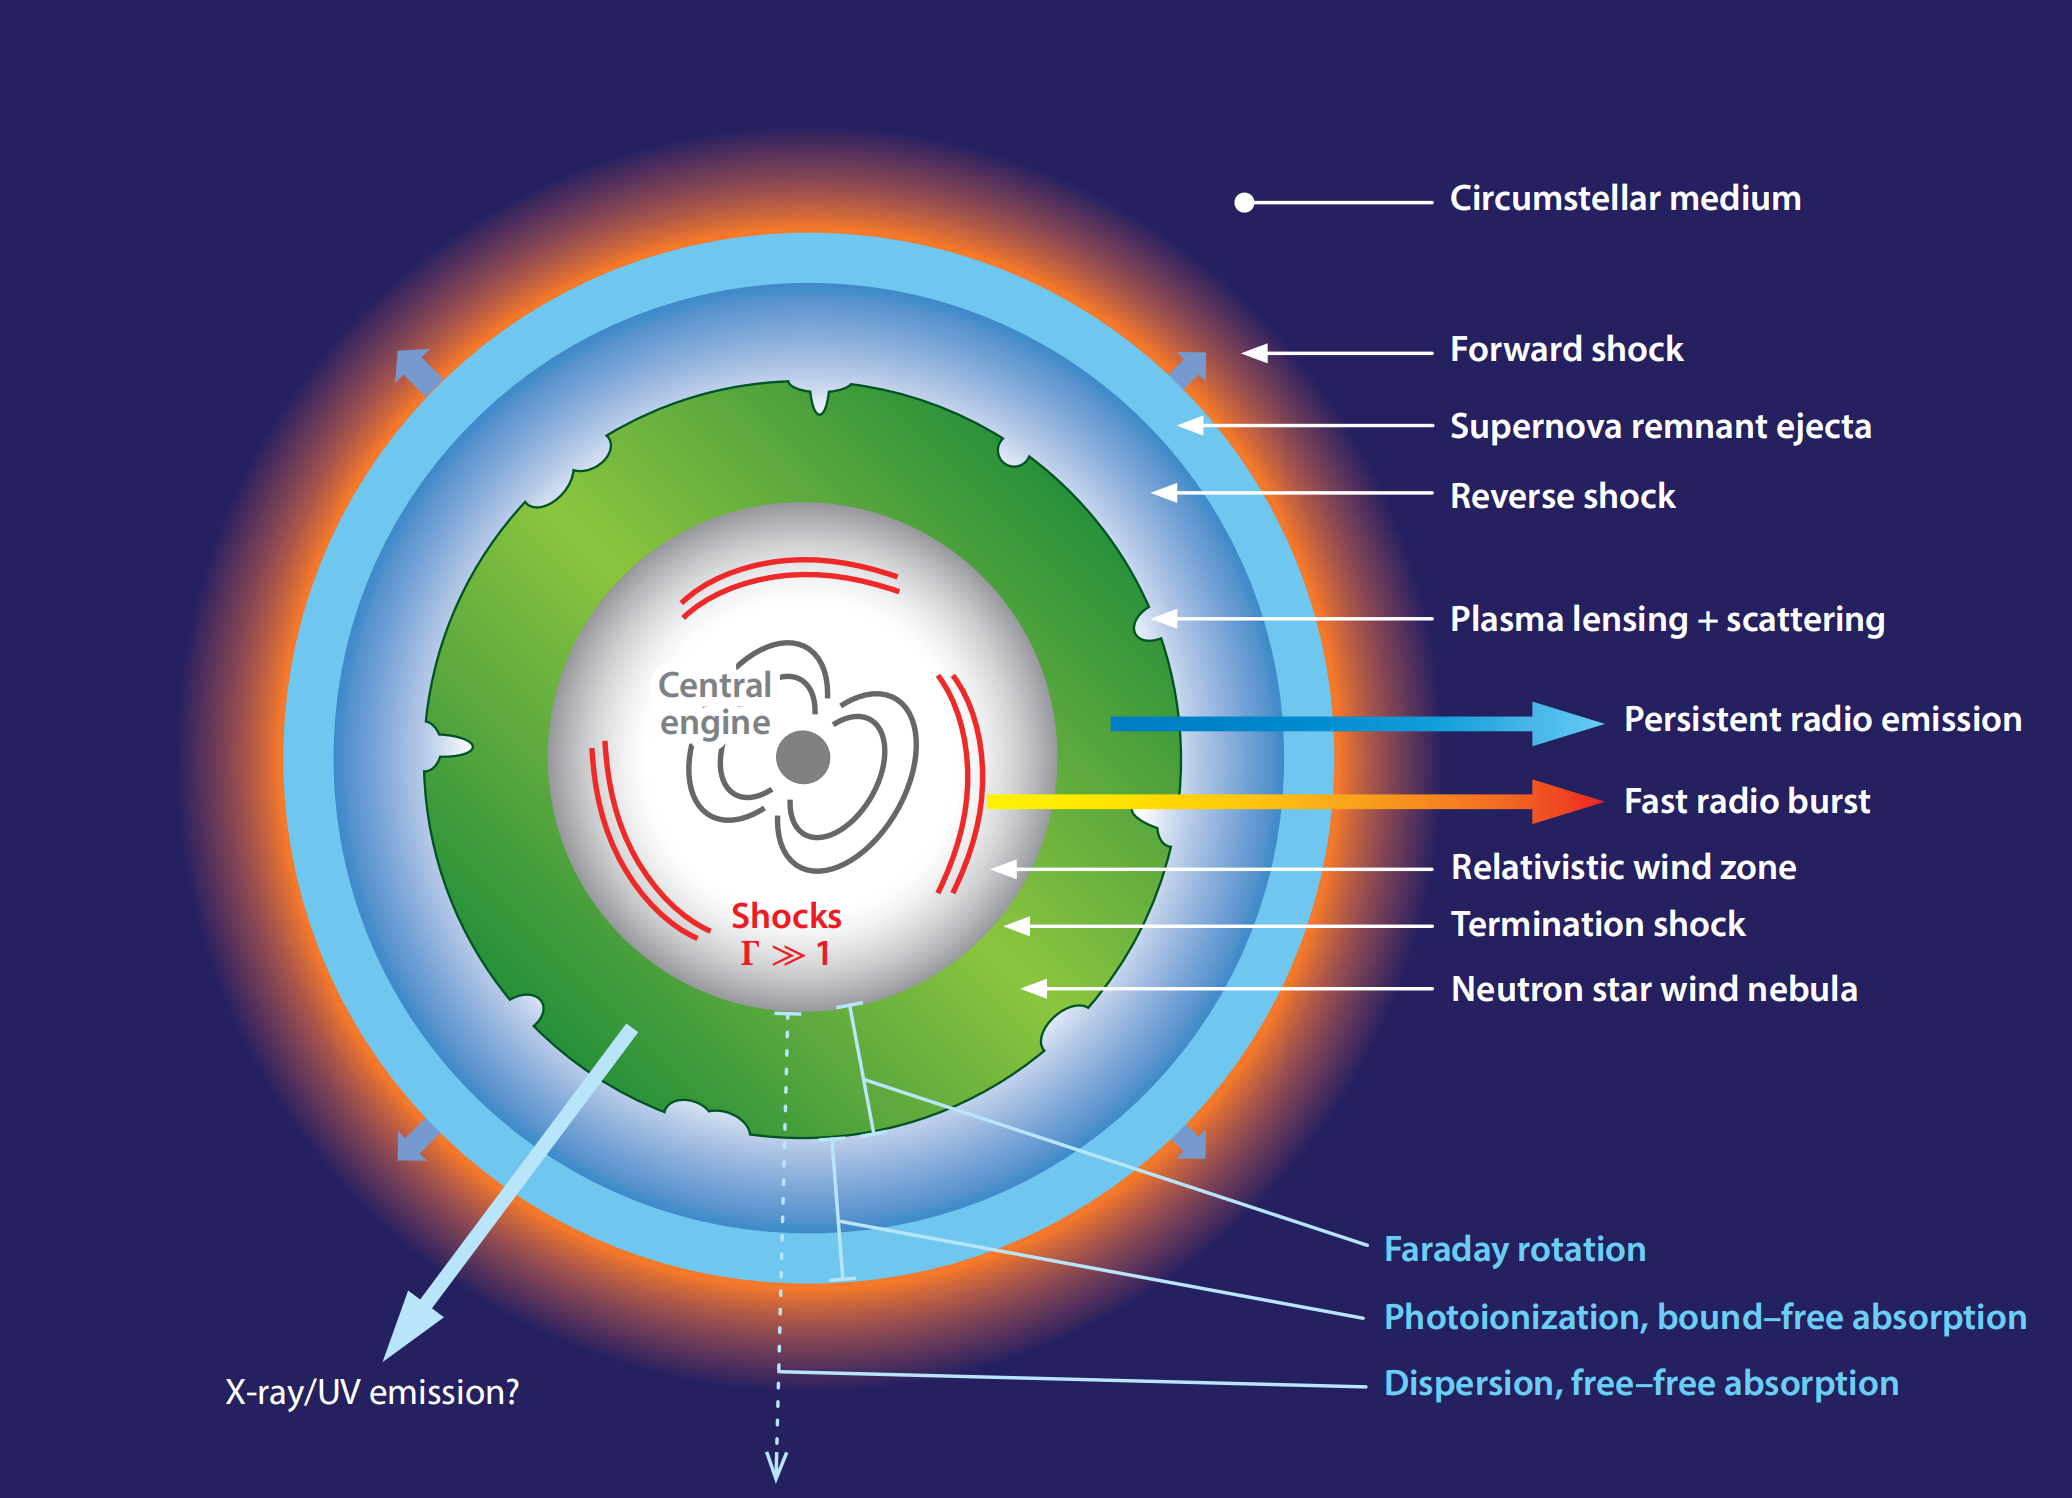 Circumstellar medium
Forward shock
Supernova remnant ejecta
Reverse shock
Plasma lensing + scattering
Central
engine
Persistent radio emission
Fast radio burst
Relativistic wind zone
Shocks
Γ ≫ 1
Termination shock
Neutron star wind nebula
Faraday rotation
Photoionization, bound–free absorption
Dispersion, free–free absorption
X-ray/UV emission?